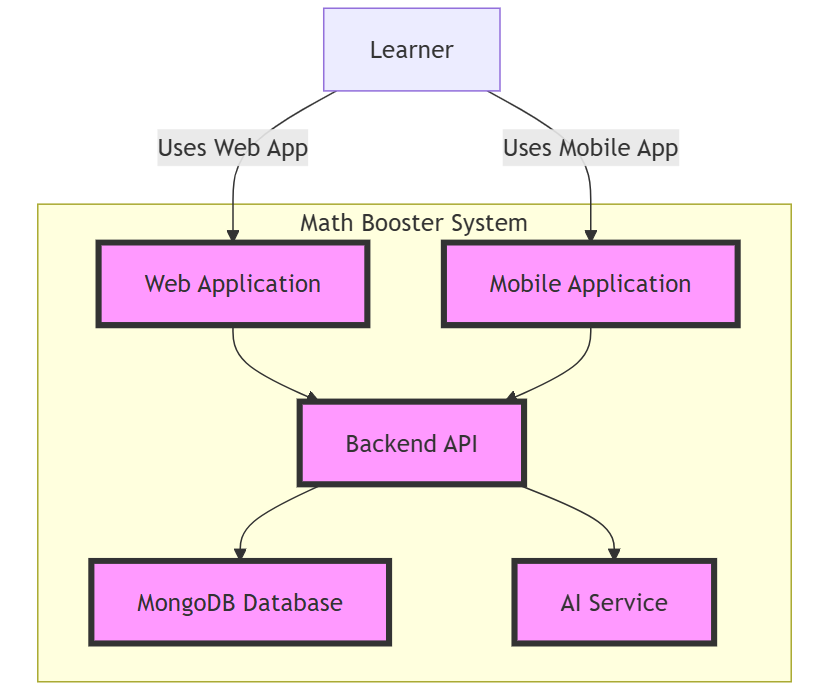 Learner
Uses Web App
Uses Mobile App
Math Booster System
Web Application
Mobile Application
Backend API
MongoDB Database
AI Service